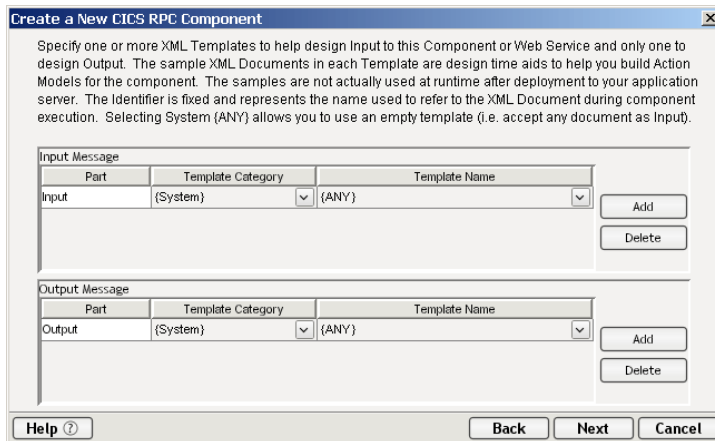 Create a New CICS RPC Component
Specify one or more XML Templates to help design Input to this Component or Web Service and only one to
design Output. The sample XML Documents in each Template are design time aids to help you build Action
Models for the component. The samples are not actually used at runtime after deployment to your application
server. The Identifier is fixed and represents the name used to refer to the XML Document during component
execution. Selecting System {ANY} allows you to use an empty template (i.e. accept any document as Input).
Input Message
Part Template Category Template Name
Input {System} {ANY}
Add
Delete
Output Message
Part Template Category Template Name
Output {System} {ANY}
Add
Delete
Help ? Back Next Cancel